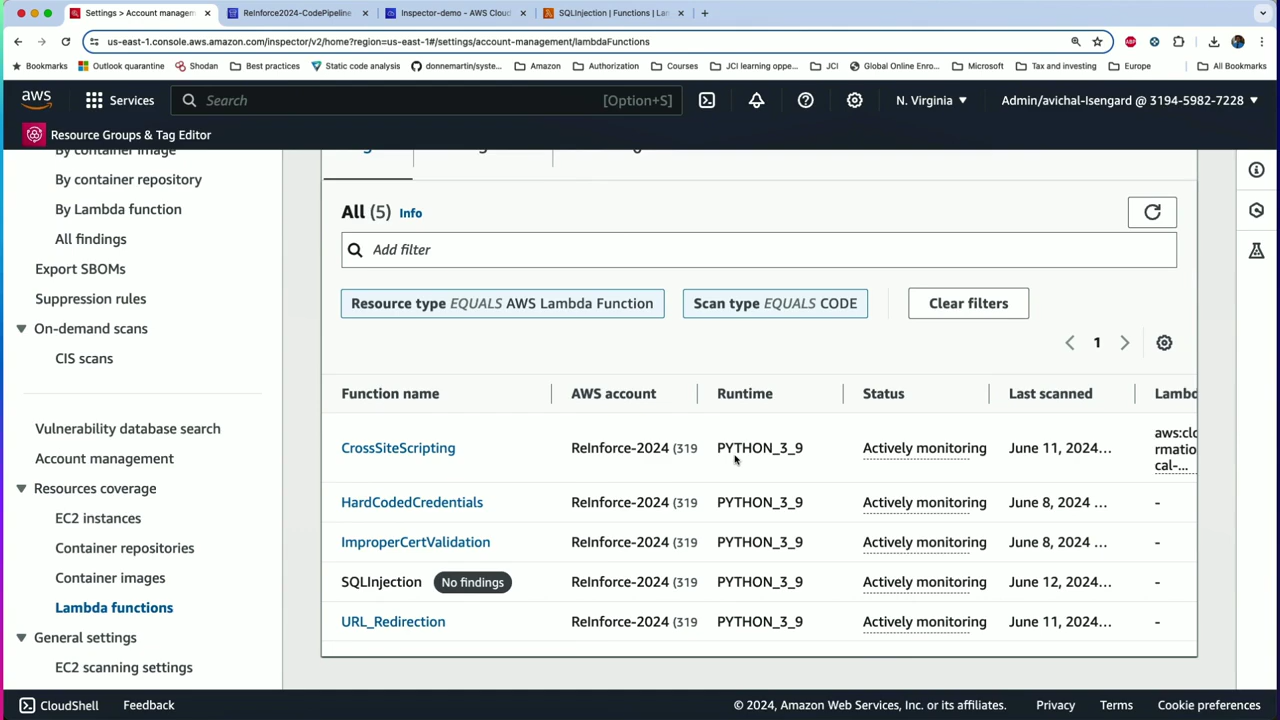 Settings > Account managemen
ReInforce2024-CodePipeline
Inspector-demo - AWS Cloud9
SQLInjection | Functions | Lam
us-east-1.console.aws.amazon.com/inspector/v2/home?region=us-east-1#/settings/account-management/lambdaFunctions
Bookmarks
Outlook quarantine
Shodan
Best practices
Static code analysis
donnemartin/syste...
Amazon
Authorization
Courses
JCI learning oppe...
JCI
Global Online Enro...
Microsoft
Tax and investing
Europe
All Bookmarks
aws
Services
Search
[Option+S]
N. Virginia
Admin/avichal-Isengard @ 3194-5982-7228
Resource Groups & Tag Editor
By container image
By container repository
By Lambda function
All findings
Export SBOMs
Suppression rules
On-demand scans
CIS scans
Vulnerability database search
Account management
Resources coverage
EC2 instances
Container repositories
Container images
Lambda functions
General settings
EC2 scanning settings
All (5) Info
Add filter
Resource type EQUALS AWS Lambda Function
Scan type EQUALS CODE
Clear filters
1
Function name AWS account Runtime Status Last scanned Lambd
CrossSiteScripting ReInforce-2024 (319 PYTHON_3_9 Actively monitoring June 11, 2024... aws:clo
rmatio
cal-...
HardCodedCredentials ReInforce-2024 (319 PYTHON_3_9 Actively monitoring June 8, 2024 ... -
ImproperCertValidation ReInforce-2024 (319 PYTHON_3_9 Actively monitoring June 8, 2024 ... -
SQLInjection No findings ReInforce-2024 (319 PYTHON_3_9 Actively monitoring June 12, 2024... -
URL_Redirection ReInforce-2024 (319 PYTHON_3_9 Actively monitoring June 11, 2024... -
CloudShell
Feedback
© 2024, Amazon Web Services, Inc. or its affiliates.
Privacy
Terms
Cookie preferences